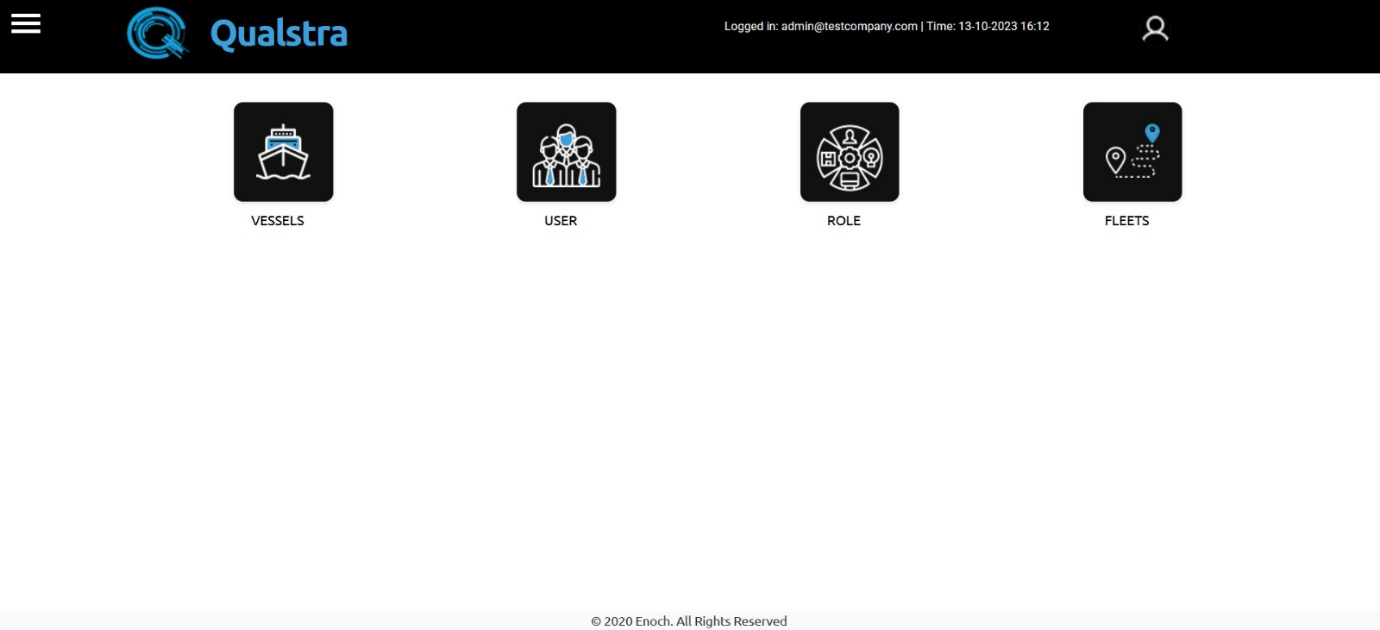 Qualstra
Logged in: admin@testcompany.com | Time: 13-10-2023 16:12
VESSELS
USER
ROLE
FLEETS
© 2020 Enoch. All Rights Reserved